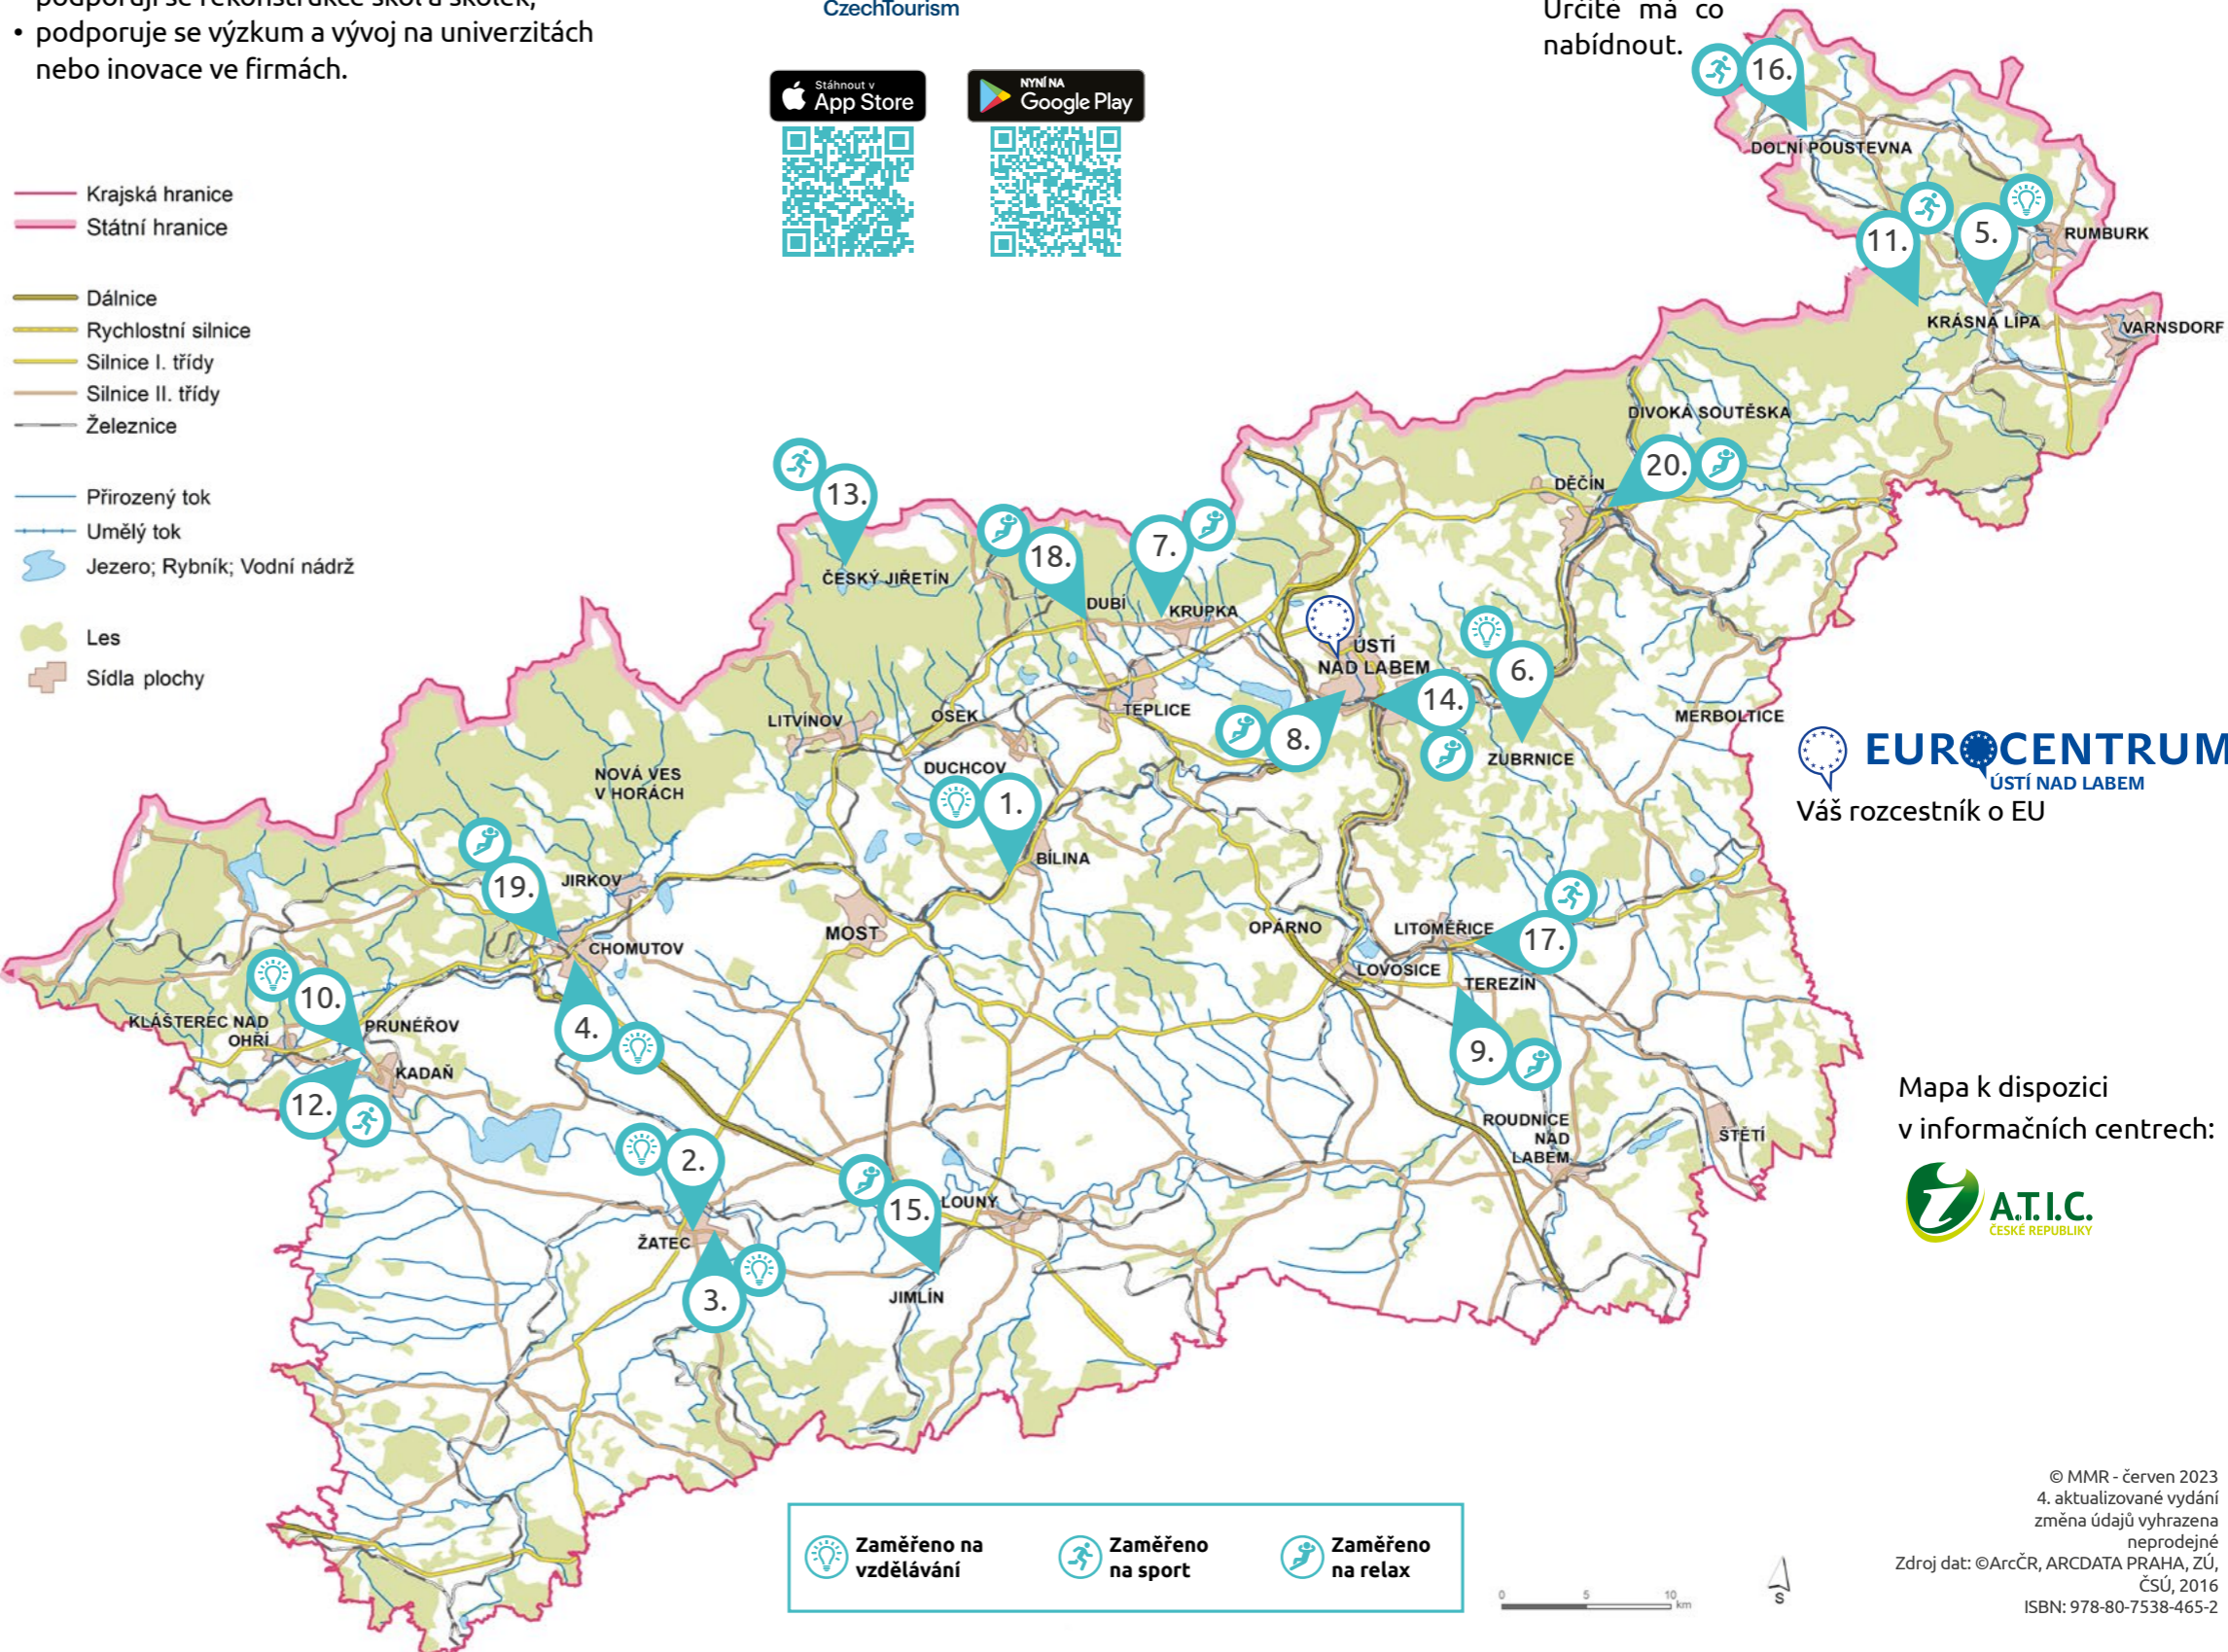 podporují se rekonstrukce škol a školek,
• podporuje se výzkum a vývoj na univerzitách
nebo inovace ve firmách.
CzechTourism
Stáhnout v
App Store
NYNÍ NA
Google Play
Určitě má co
nabídnout.
Krajská hranice
Státní hranice
Dálnice
Rychlostní silnice
Silnice I. třídy
Silnice II. třídy
Železnice
Přirozený tok
Umělý tok
Jezero; Rybník; Vodní nádrž
Les
Sídla plochy
16.
DOLNÍ POUSTEVNA
11.
5.
RUMBURK
KRÁSNÁ LÍPA
VARNSDORF
DIVOKÁ SOUTĚSKA
20.
DĚČÍN
13.
ČESKÝ JIŘETÍN
18.
7.
DUBÍ
KRUPKA
ÚSTÍ
NAD LABEM
6.
14.
8.
ZUBRNICE
MERBOLTICE
LITVÍNOV
OSEK
TEPLICE
DUCHCOV
1.
BÍLINA
NOVÁ VES
V HORÁCH
EUROCENTRUM
ÚSTÍ NAD LABEM
Váš rozcestník o EU
19.
JIRKOV
CHOMUTOV
MOST
OPÁRNO
LITOMĚŘICE
17.
LOVOSICE
TEREZÍN
10.
KLÁŠTEREC NAD
OHŘÍ
PRUNÉŘOV
4.
9.
KADAŇ
12.
ROUDNICE
NAD
LABEM
ŠTĚTÍ
Mapa k dispozici
v informačních centrech:
A.T.I.C.
ČESKÉ REPUBLIKY
2.
15.
LOUNY
ŽATEC
3.
JIMLÍN
Zaměřeno na
vzdělávání
Zaměřeno
na sport
Zaměřeno
na relax
0 5 10
km
S
© MMR - červen 2023
4. aktualizované vydání
změna údajů vyhrazena
neprodejné
Zdroj dat: ©ArcČR, ARCDATA PRAHA, ZÚ,
ČSÚ, 2016
ISBN: 978-80-7538-465-2